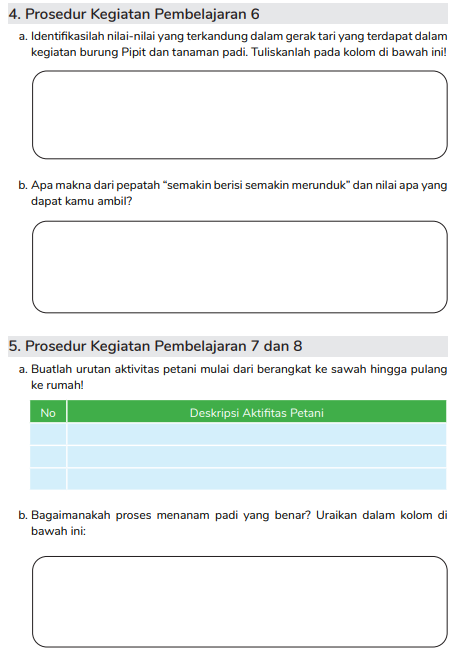 4. Prosedur Kegiatan Pembelajaran 6
a. Identifikasilah nilai-nilai yang terkandung dalam gerak tari yang terdapat dalam
kegiatan burung Pipit dan tanaman padi. Tuliskanlah pada kolom di bawah ini!
b. Apa makna dari pepatah “semakin berisi semakin merunduk” dan nilai apa yang
dapat kamu ambil?
5. Prosedur Kegiatan Pembelajaran 7 dan 8
a. Buatlah urutan aktivitas petani mulai dari berangkat ke sawah hingga pulang
ke rumah!
No Deskripsi Aktifitas Petani
b. Bagaimanakah proses menanam padi yang benar? Uraikan dalam kolom di
bawah ini: